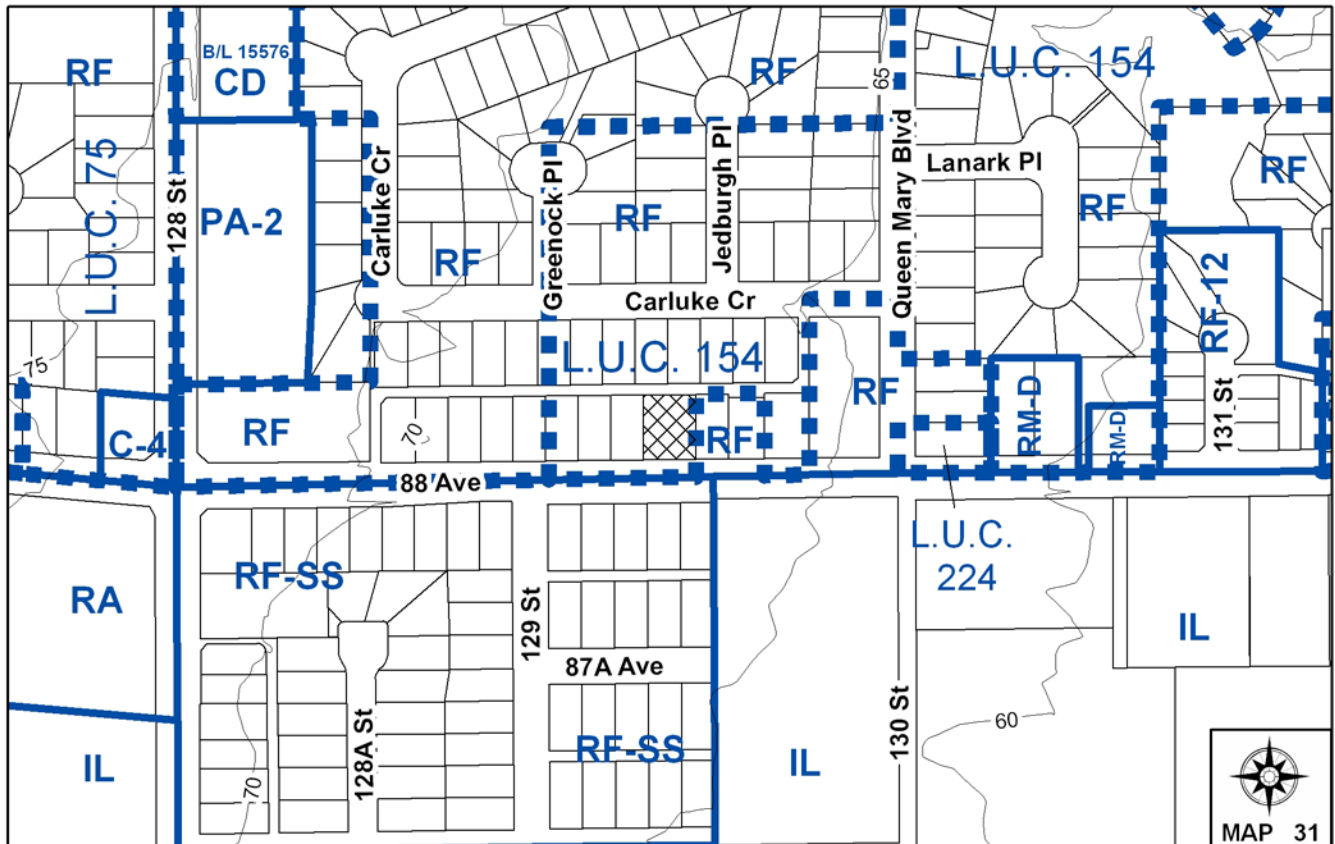 RF
B/L 15576
CD
RF
65
L.U.C. 154
L.U.C. 75
128 St
PA-2
Carluke Cr
RF
Greenock Pl
RF
Jedburgh Pl
Queen Mary Blvd
Lanark Pl
RF
RF
RF-12
Carluke Cr
75
L.U.C. 154
RF
C-4
RF
70
RF
RM-D
RM-D
131 St
88 Ave
RF-SS
L.U.C.
224
RA
129 St
IL
87A Ave
128A St
RF-SS
130 St
60
IL
70
IL
MAP 31